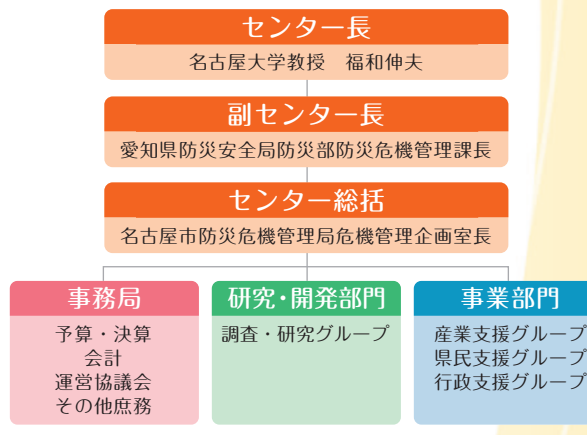 センター長
名古屋大学教授　福和伸夫
副センター長
愛知県防災安全局防災部防災危機管理課長
センター総括
名古屋市防災危機管理局危機管理企画室長
事務局
予算・決算
会計
運営協議会
その他庶務
研究・開発部門
調査・研究グループ
事業部門
産業支援グループ
県民支援グループ
行政支援グループ